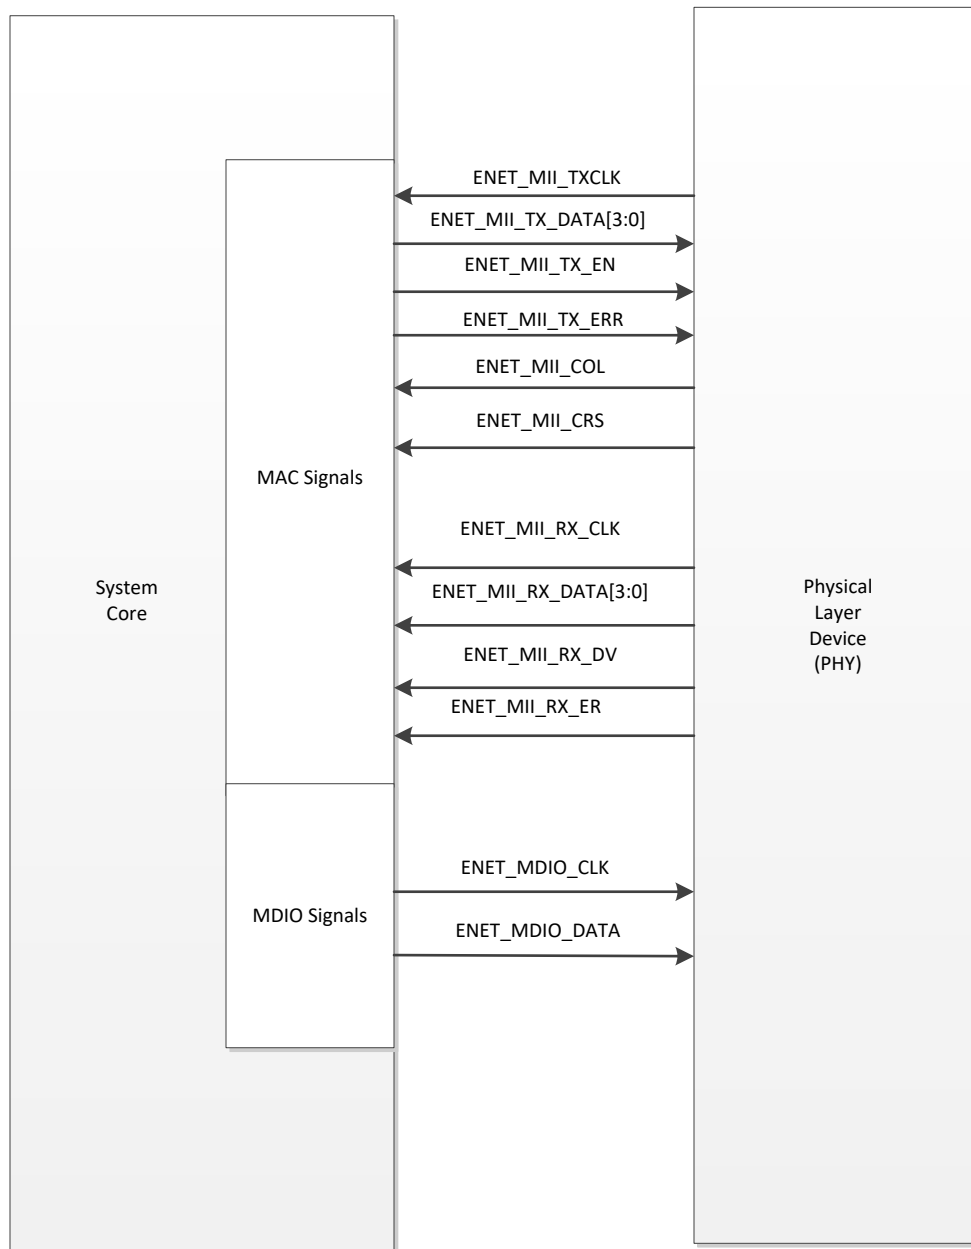 ENET_MII_TXCLK
ENET_MII_TX_DATA[3:0]
ENET_MII_TX_EN
ENET_MII_TX_ERR
ENET_MII_COL
ENET_MII_CRS
MAC Signals
ENET_MII_RX_CLK
System
Core
ENET_MII_RX_DATA[3:0]
Physical
Layer
Device
(PHY)
ENET_MII_RX_DV
ENET_MII_RX_ER
ENET_MDIO_CLK
MDIO Signals
ENET_MDIO_DATA